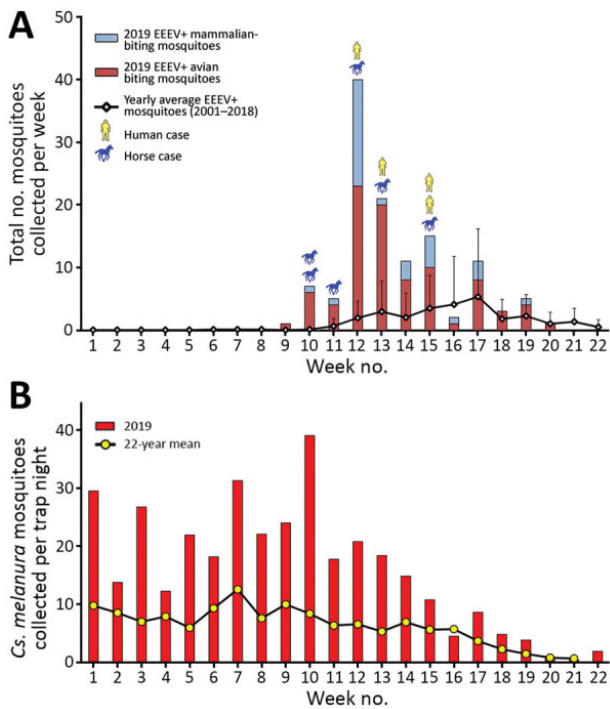 A
50
40
30
20
10
0
Total no. mosquitoes
collected per week
2019 EEEV+ mammalian-
biting mosquitoes
2019 EEEV+ avian
biting mosquitoes
Yearly average EEEV+
mosquitoes (2001–2018)
Human case
Horse case
1 2 3 4 5 6 7 8 9 10 11 12 13 14 15 16 17 18 19 20 21 22
Week no.
B
40
30
20
10
0
Cs. melanura mosquitoes
collected per trap night
2019
22-year mean
1 2 3 4 5 6 7 8 9 10 11 12 13 14 15 16 17 18 19 20 21 22
Week no.